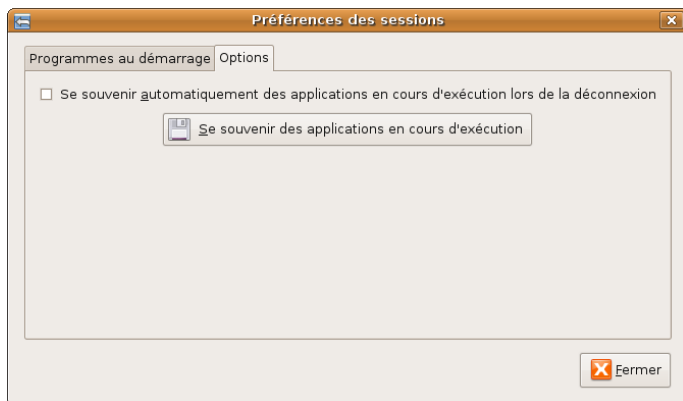 Préférences des sessions
Programmes au démarrage
Options
Se souvenir automatiquement des applications en cours d'exécution lors de la déconnexion
Se souvenir des applications en cours d'exécution
Fermer